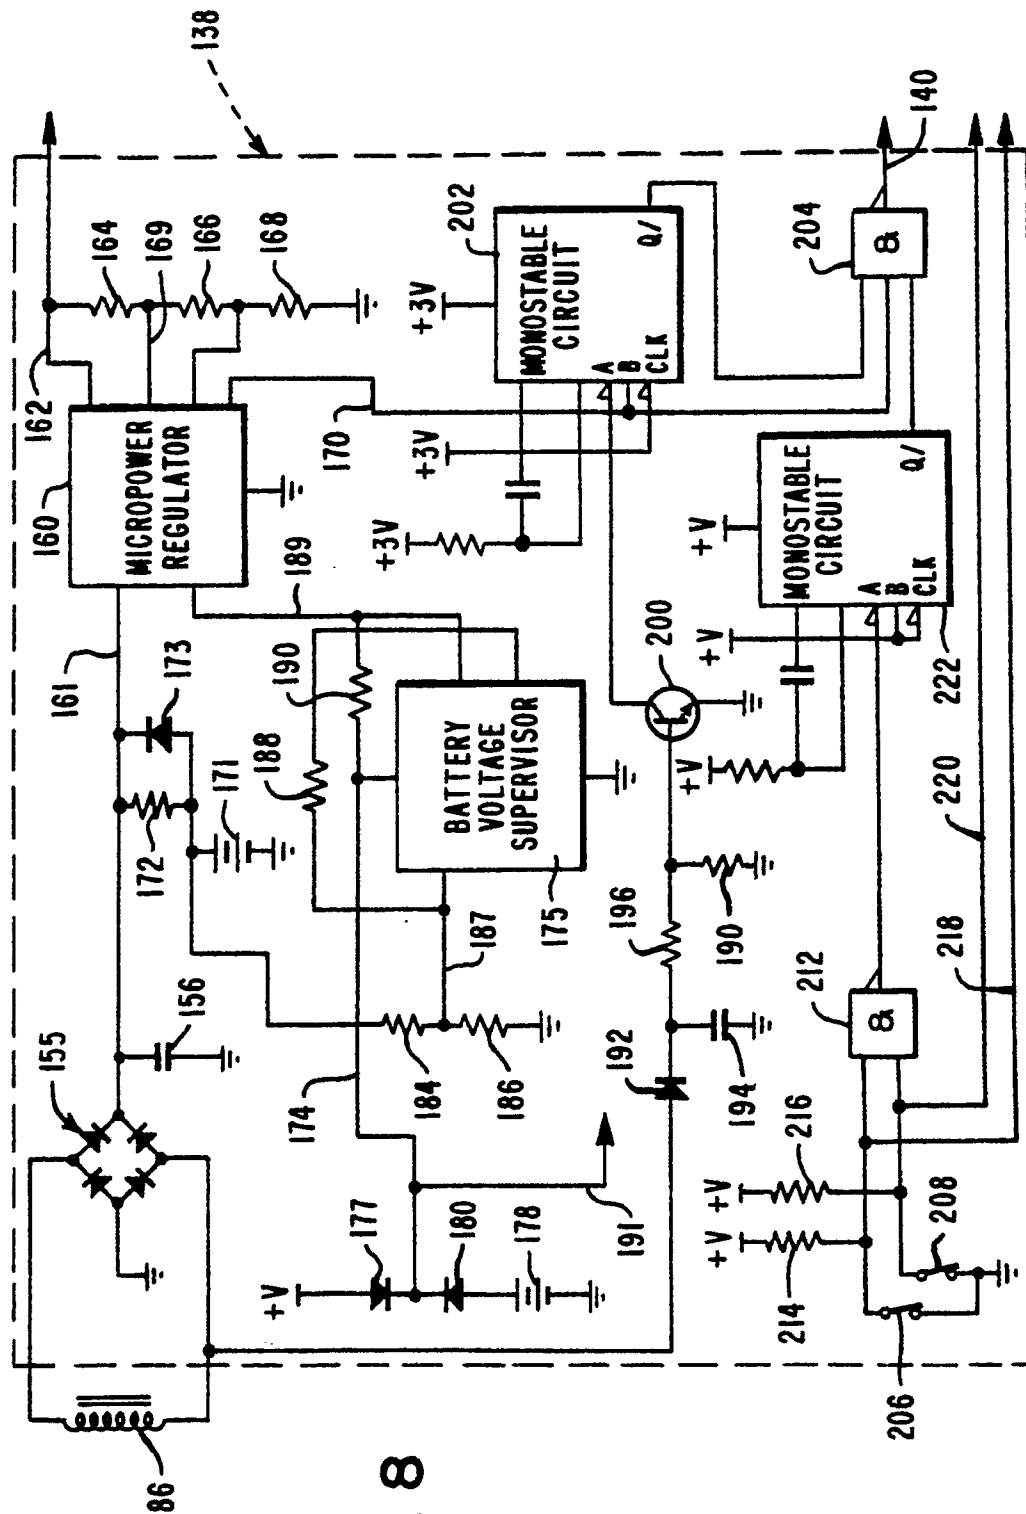 138
162
164
169
166
168
160
MICROPOWER
REGULATOR
170
161
173
172
171
155
156
189
190
188
BATTERY
VOLTAGE
SUPERVISOR
175
187
174
184
186
191
177
180
178
+V
86
202
+3V
+3V
+3V
MONOSTABLE
CIRCUIT
A
B
CLK
Q/
204
&
140
200
196
190
192
194
+V
+V
+V
MONOSTABLE
CIRCUIT
A
B
CLK
Q/
222
220
218
212
&
216
214
+V
+V
208
206
8